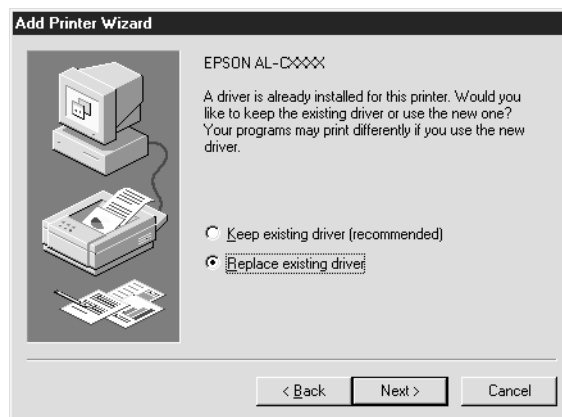 Add Printer Wizard
EPSON AL-CXXXX
A driver is already installed for this printer. Would you
like to keep the existing driver or use the new one?
Your programs may print differently if you use the new
driver.
Keep existing driver (recommended)
Replace existing driver
< Back Next > Cancel